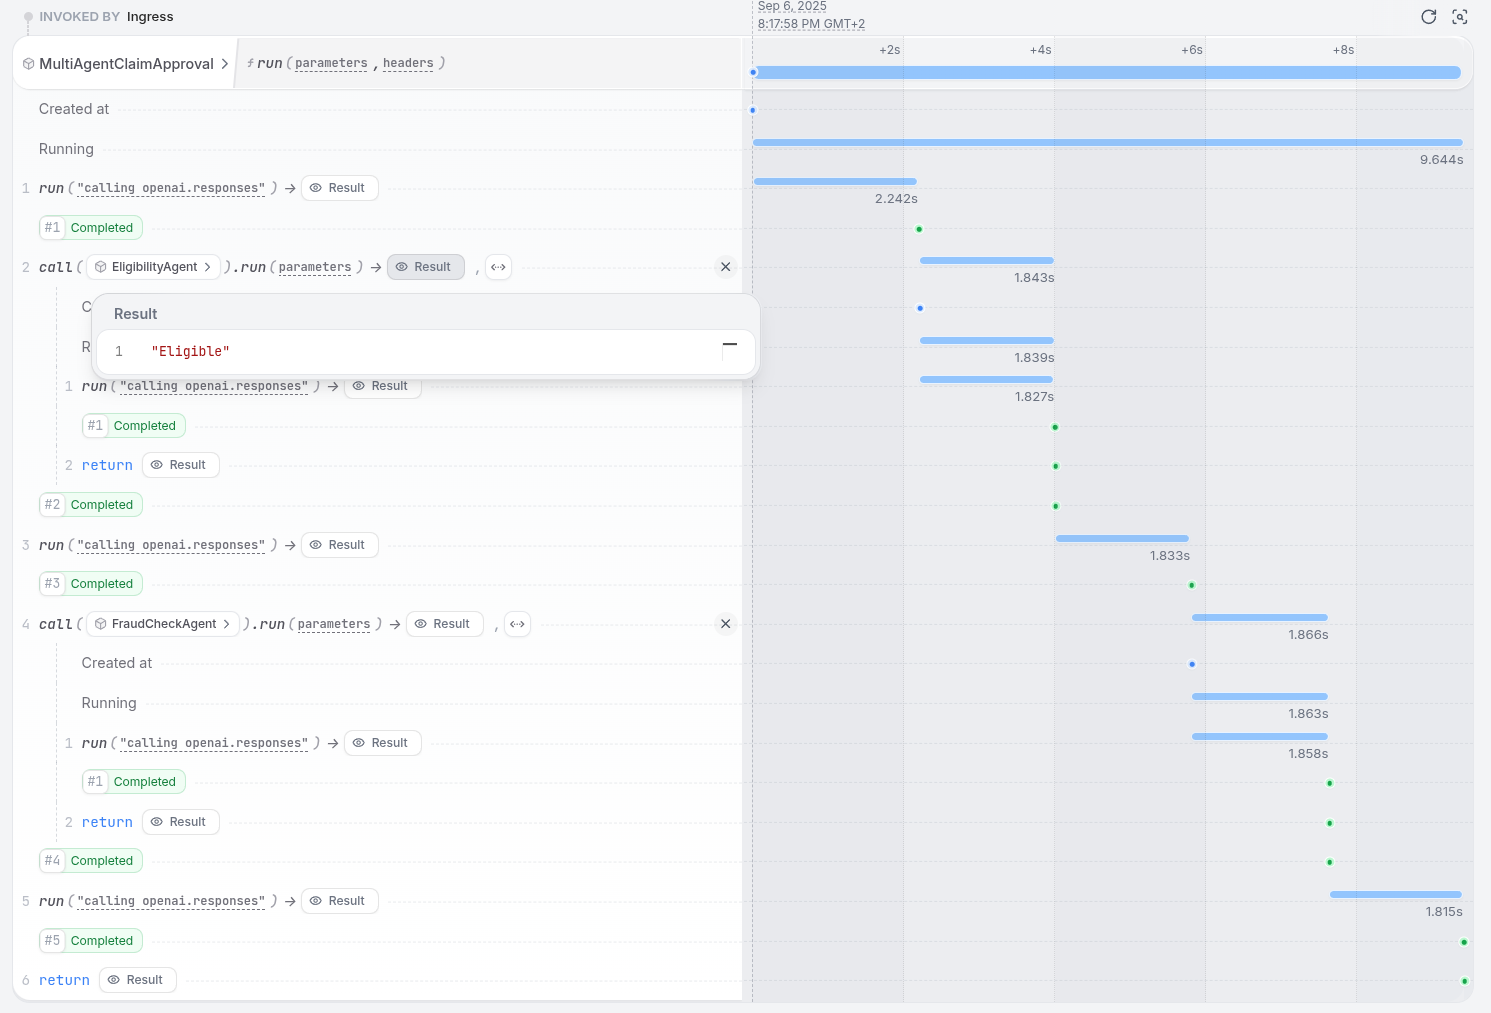 INVOKED BY Ingress
Sep 6, 2025
8:17:58 PM GMT+2
MultiAgentClaimApproval
run(parameters, headers)
+2s +4s +6s +8s
Created at
Running
9.644s
1 run("calling openai.responses") → Result
2.242s
#1 Completed
2 call(EligibilityAgent).run(parameters) → Result ,
1.843s
C
Result
1 "Eligible"
R
1.839s
1 run("calling openai.responses") → Result
1.827s
#1 Completed
2 return Result
#2 Completed
3 run("calling openai.responses") → Result
1.833s
#3 Completed
4 call(FraudCheckAgent).run(parameters) → Result ,
1.866s
Created at
Running
1.863s
1 run("calling openai.responses") → Result
1.858s
#1 Completed
2 return Result
#4 Completed
5 run("calling openai.responses") → Result
1.815s
#5 Completed
6 return Result